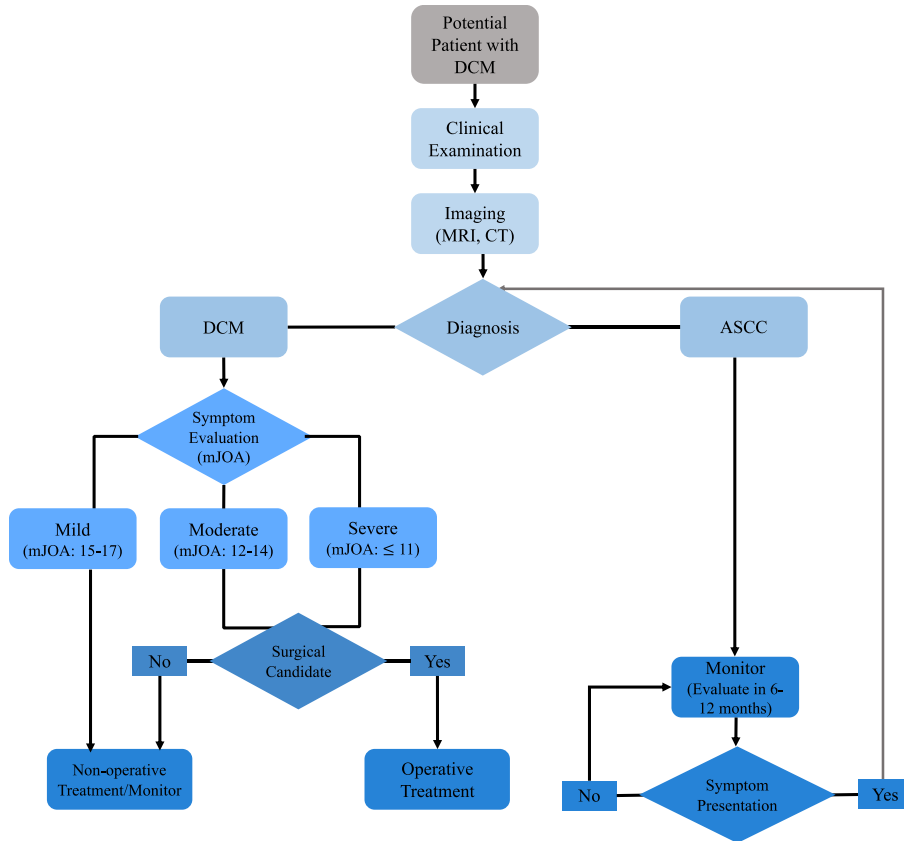 Potential
Patient with
DCM
Clinical
Examination
Imaging
(MRI, CT)
DCM
Diagnosis
ASCC
Symptom
Evaluation
(mJOA)
Mild
(mJOA: 15-17)
Moderate
(mJOA: 12-14)
Severe
(mJOA: ≤ 11)
No
Surgical
Candidate
Yes
Monitor
(Evaluate in 6-
12 months)
Non-operative
Treatment/Monitor
Operative
Treatment
No
Symptom
Presentation
Yes